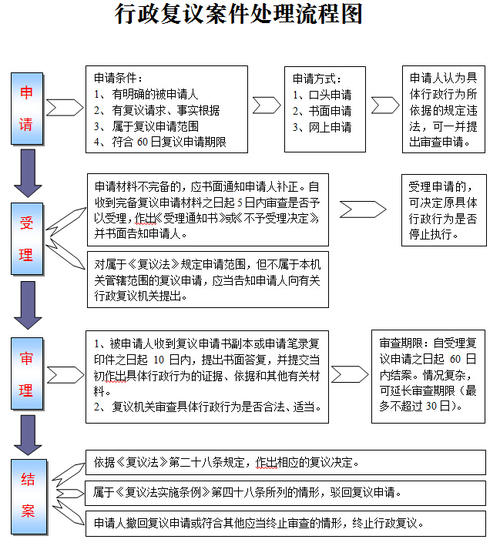 行政复议案件处理流程图
申请
申请条件：
1、有明确的被申请人
2、有复议请求、事实根据
3、属于复议申请范围
4、符合60日复议申请期限
申请方式：
1、口头申请
2、书面申请
3、网上申请
申请人认为具
体行政行为所
依据的规定违
法，可一并提
出审查申请。
受理
申请材料不完备的，应书面通知申请人补正。自
收到完备复议申请材料之日起5日内审查是否予
以受理，作出《受理通知书》或《不予受理决定》，
并书面告知申请人。
受理申请的，
可决定原具体
行政行为是否
停止执行。
对属于《复议法》规定申请范围，但不属于本机
关管辖范围的复议申请，应当告知申请人向有关
行政复议机关提出。
审理
1、被申请人收到复议申请书副本或申请笔录复
印件之日起 10 日内，提出书面答复，并提交当
初作出具体行政行为的证据、依据和其他有关材
料。
2、 复议机关审查具体行政行为是否合法、适当。
审查期限：自受理
复议申请之日起 60 日
内结案。情况复杂，
可延长审查期限（最
多不超过30日）。
结案
依据《复议法》第二十八条规定，作出相应的复议决定。
属于《复议法实施条例》第四十八条所列的情形，驳回复议申请。
申请人撤回复议申请或符合其他应当终止审查的情形，终止行政复议。